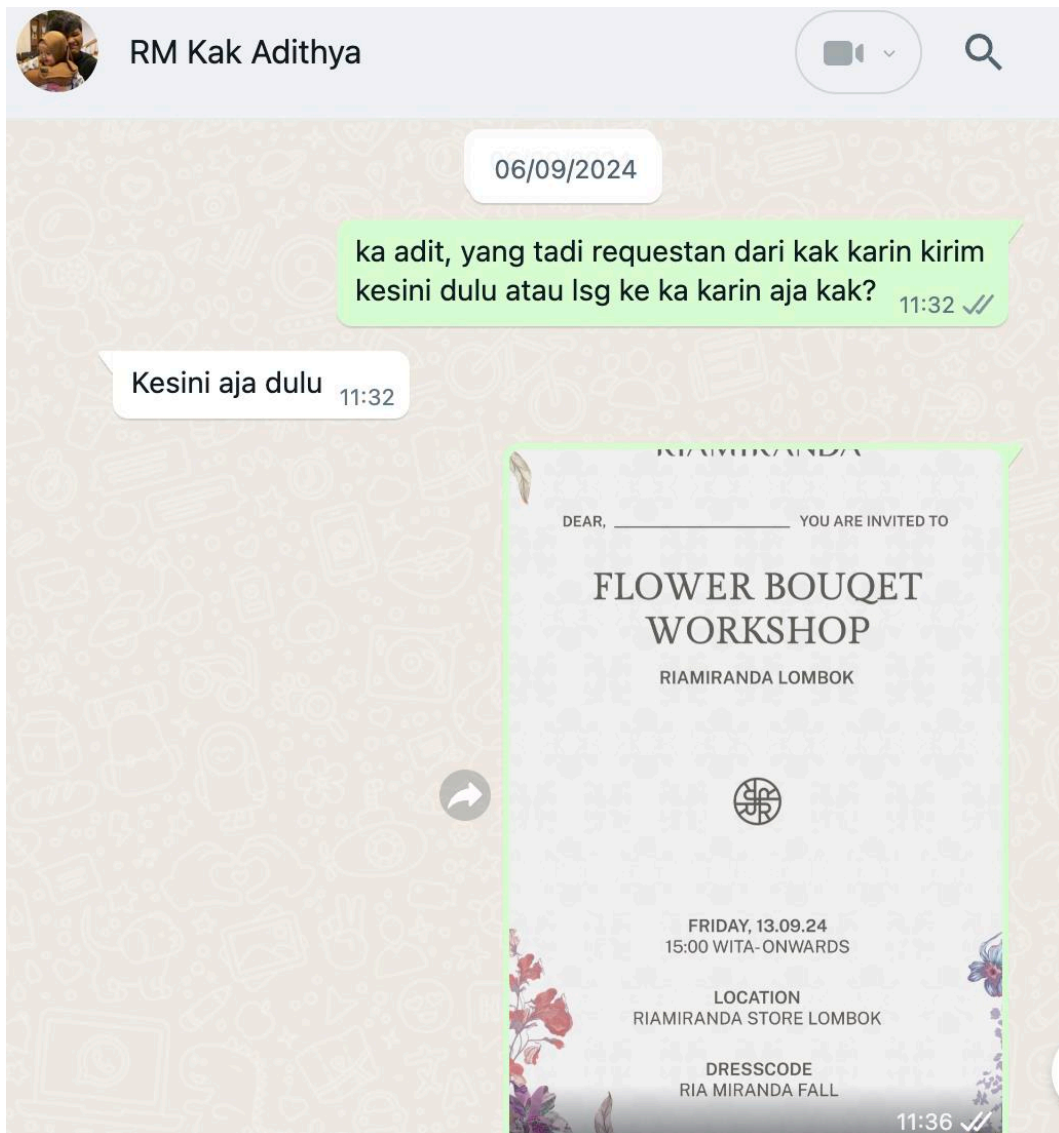 RM Kak Adithya
06/09/2024
ka adit, yang tadi requestan dari kak karin kirim
kesini dulu atau lsg ke ka karin aja kak? 11:32
Kesini aja dulu 11:32
RIAMIRANDA
DEAR, ____________________ YOU ARE INVITED TO
FLOWER BOUQET
WORKSHOP
RIAMIRANDA LOMBOK
FRIDAY, 13.09.24
15:00 WITA-ONWARDS
LOCATION
RIAMIRANDA STORE LOMBOK
DRESSCODE
RIA MIRANDA FALL
11:36